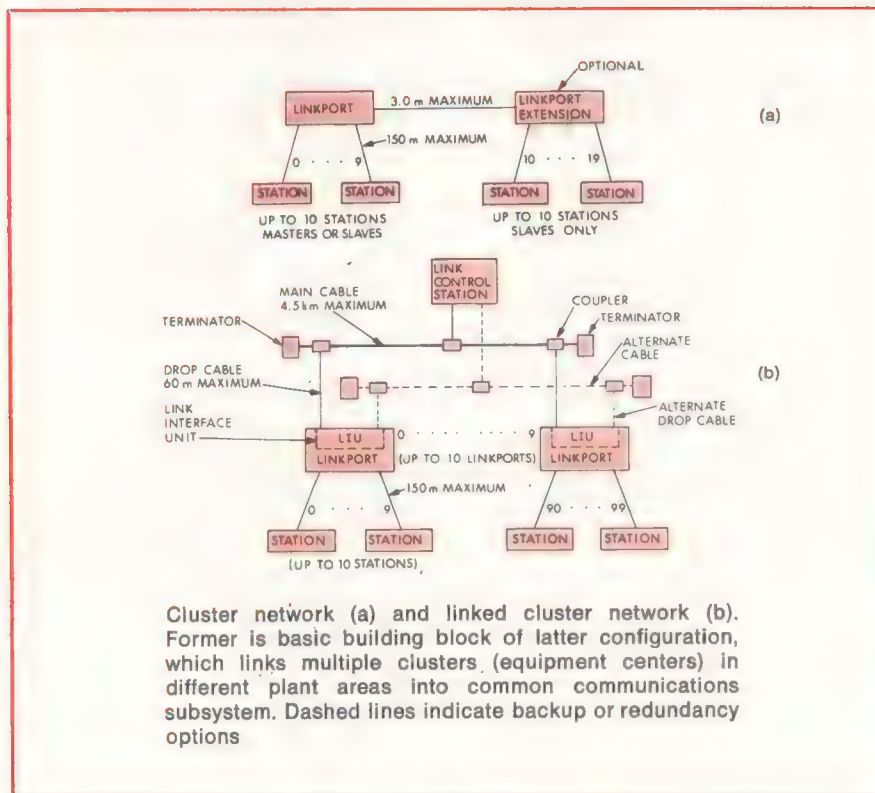 OPTIONAL
LINKPORT
3.0 m MAXIMUM
LINKPORT
EXTENSION
(a)
150 m MAXIMUM
0 · · · · 9
10 · · · · 19
STATION
STATION
STATION
STATION
UP TO 10 STATIONS
MASTERS OR SLAVES
UP TO 10 STATIONS
SLAVES ONLY
LINK
CONTROL
STATION
MAIN CABLE
4.5 km MAXIMUM
COUPLER
TERMINATOR
TERMINATOR
ALTERNATE
CABLE
DROP CABLE
60 m MAXIMUM
(b)
LINK
INTERFACE
UNIT
ALTERNATE
DROP CABLE
LIU
LINKPORT
0 · · · · · · · · · · 9
(UP TO 10 LINKPORTS)
LIU
LINKPORT
150 m MAXIMUM
0 · · · 9
90 · · · 99
STATION
STATION
STATION
STATION
(UP TO 10 STATIONS)
Cluster network (a) and linked cluster network (b).
Former is basic building block of latter configuration,
which links multiple clusters (equipment centers) in
different plant areas into common communications
subsystem. Dashed lines indicate backup or redundancy
options